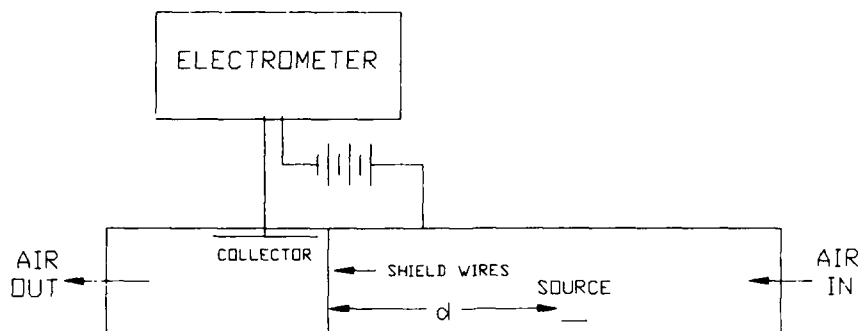 ELECTROMETER
COLLECTOR
AIR
OUT
SHIELD WIRES
SOURCE
d
AIR
IN